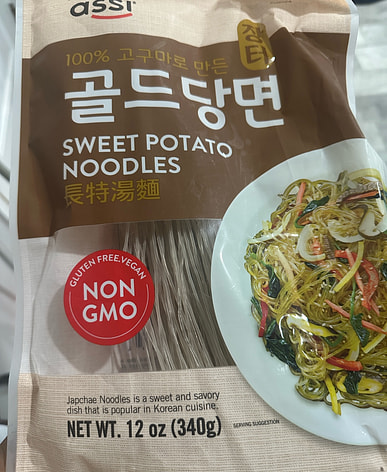 assi
장터
100% 고구마로 만든
골드당면
SWEET POTATO
NOODLES
長特湯麵
GLUTEN FREE, VEGAN
NON
GMO
Japchae Noodles is a sweet and savory
dish that is popular in Korean cuisine.
NET WT. 12 oz (340g)
SERVING SUGGESTION